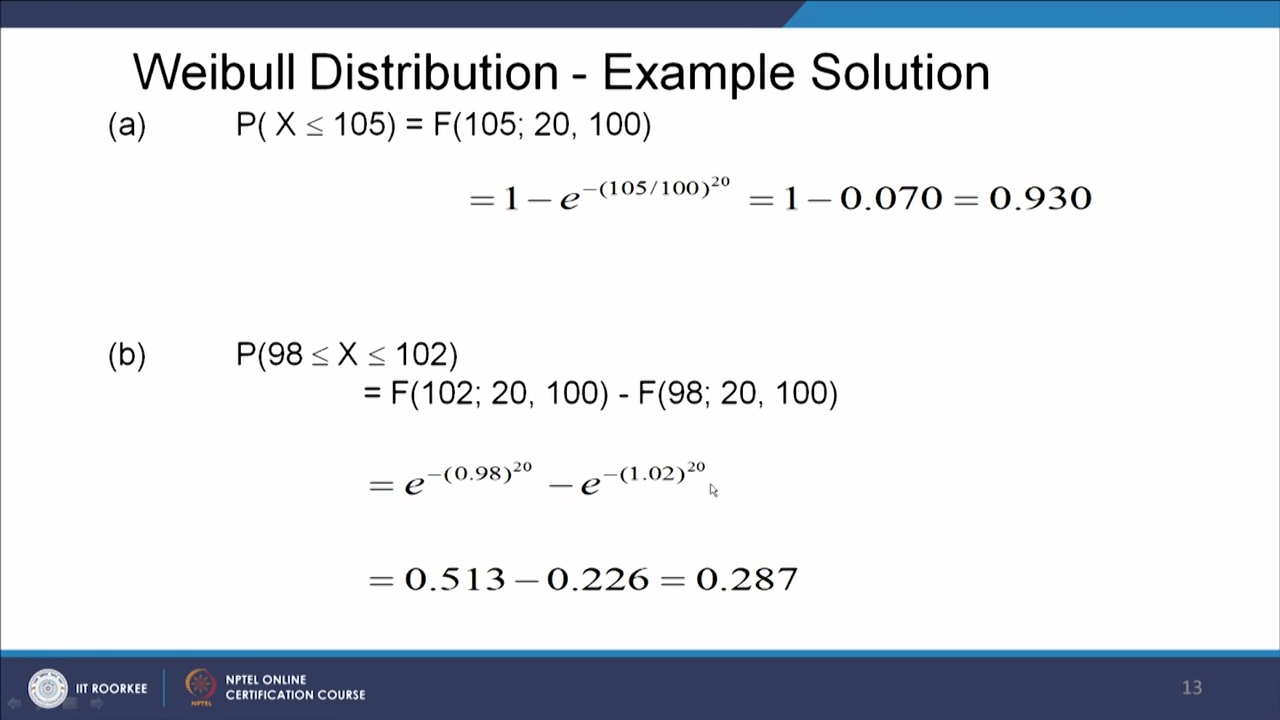 Weibull Distribution - Example Solution
(a) P( X ≤ 105) = F(105; 20, 100)
= 1 − e^{−(105/100)^{20}} = 1 − 0.070 = 0.930
(b) P(98 ≤ X ≤ 102)
= F(102; 20, 100) - F(98; 20, 100)
= e^{−(0.98)^{20}} − e^{−(1.02)^{20}}
= 0.513 − 0.226 = 0.287
IIT ROORKEE
NPTEL
NPTEL ONLINE
CERTIFICATION COURSE
13